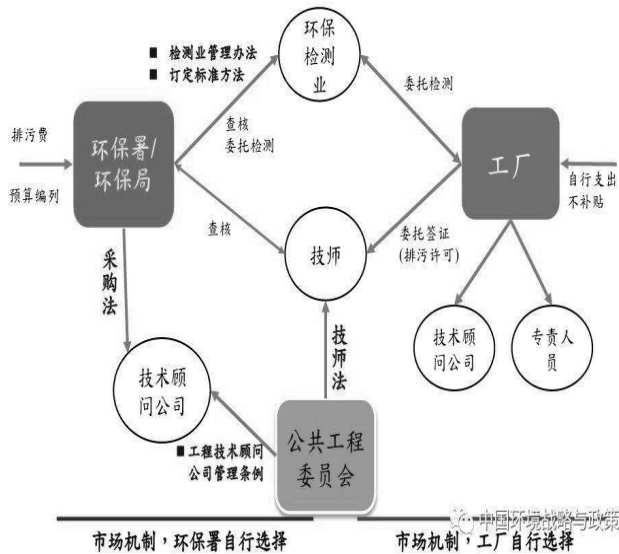 ■ 检测业管理办法
■ 订定标准方法
环保
检测
业
委托检测
查核
委托检测
排污费
预算编列
环保署/
环保局
工厂
自行支出
不补贴
查核
技师
委托签证
(排污许可)
采购法
技师法
技术顾
问公司
专责人
员
技术顾
问公司
■ 工程技术顾问
公司管理条例
公共工程
委员会
中国环境战略与政策
市场机制，环保署自行选择
市场机制，工厂自行选择